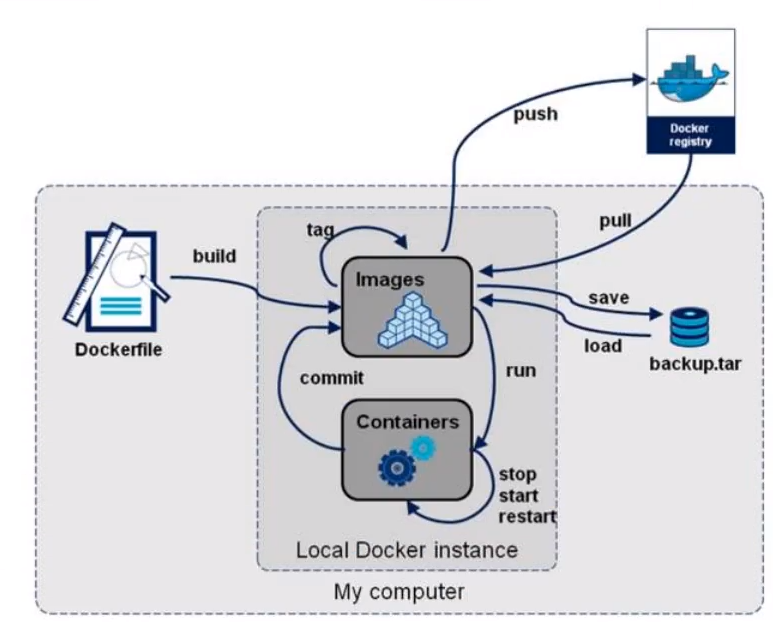 push
Docker
registry
pull
tag
build
Images
save
Dockerfile
load
backup.tar
commit
run
Containers
stop
start
restart
Local Docker instance
My computer